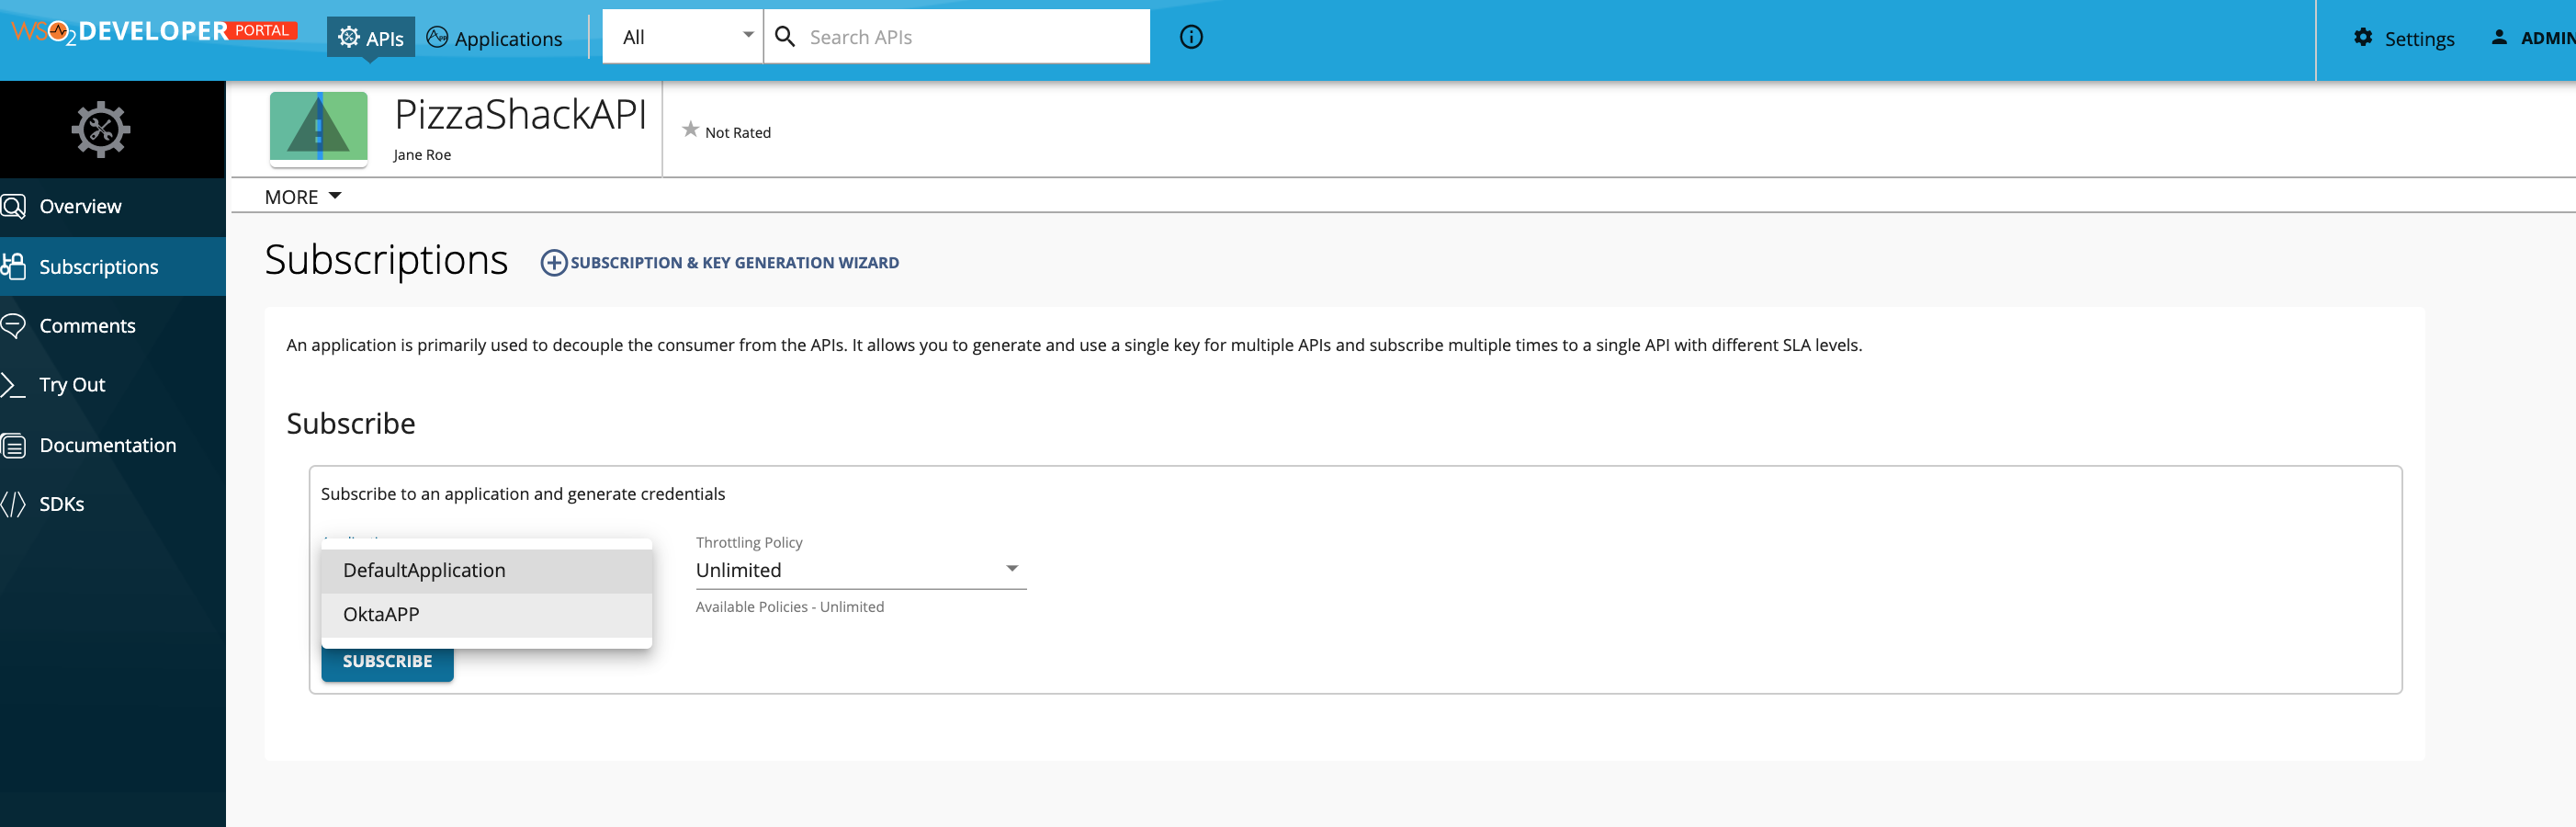 WSO2 DEVELOPER PORTAL
APIs
Applications
All
Search APIs
Settings
ADMIN
PizzaShackAPI
Jane Roe
Not Rated
MORE
Overview
Subscriptions
Comments
Try Out
Documentation
SDKs
Subscriptions
SUBSCRIPTION & KEY GENERATION WIZARD
An application is primarily used to decouple the consumer from the APIs. It allows you to generate and use a single key for multiple APIs and subscribe multiple times to a single API with different SLA levels.
Subscribe
Subscribe to an application and generate credentials
DefaultApplication
OktaAPP
Throttling Policy
Unlimited
Available Policies - Unlimited
SUBSCRIBE